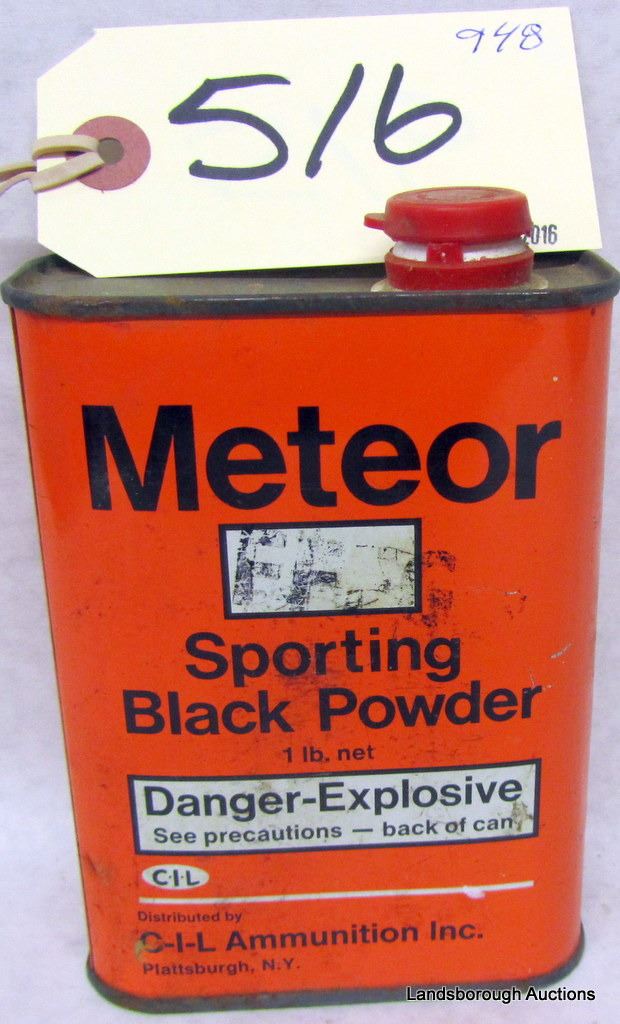 948
516
2016
Meteor
Sporting
Black Powder
1 lb. net
Danger-Explosive
See precautions — back of can.
C·I·L
Distributed by
C-I-L Ammunition Inc.
Plattsburgh, N.Y.
Landsborough Auctions